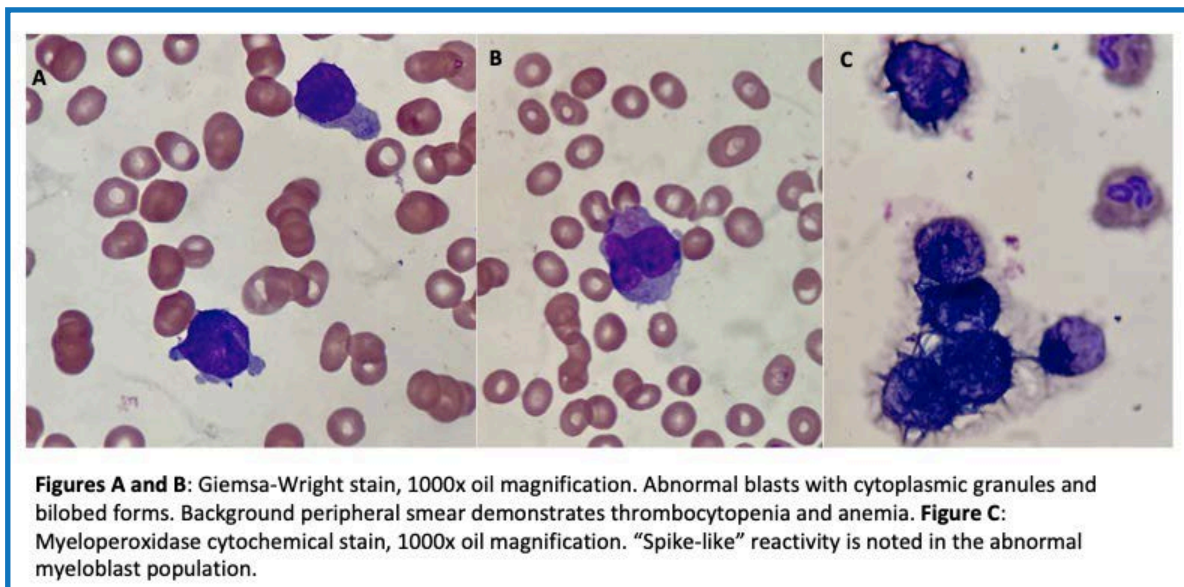 A
B
C
Figures A and B: Giemsa-Wright stain, 1000x oil magnification. Abnormal blasts with cytoplasmic granules and
bilobed forms. Background peripheral smear demonstrates thrombocytopenia and anemia. Figure C:
Myeloperoxidase cytochemical stain, 1000x oil magnification. “Spike-like” reactivity is noted in the abnormal
myeloblast population.